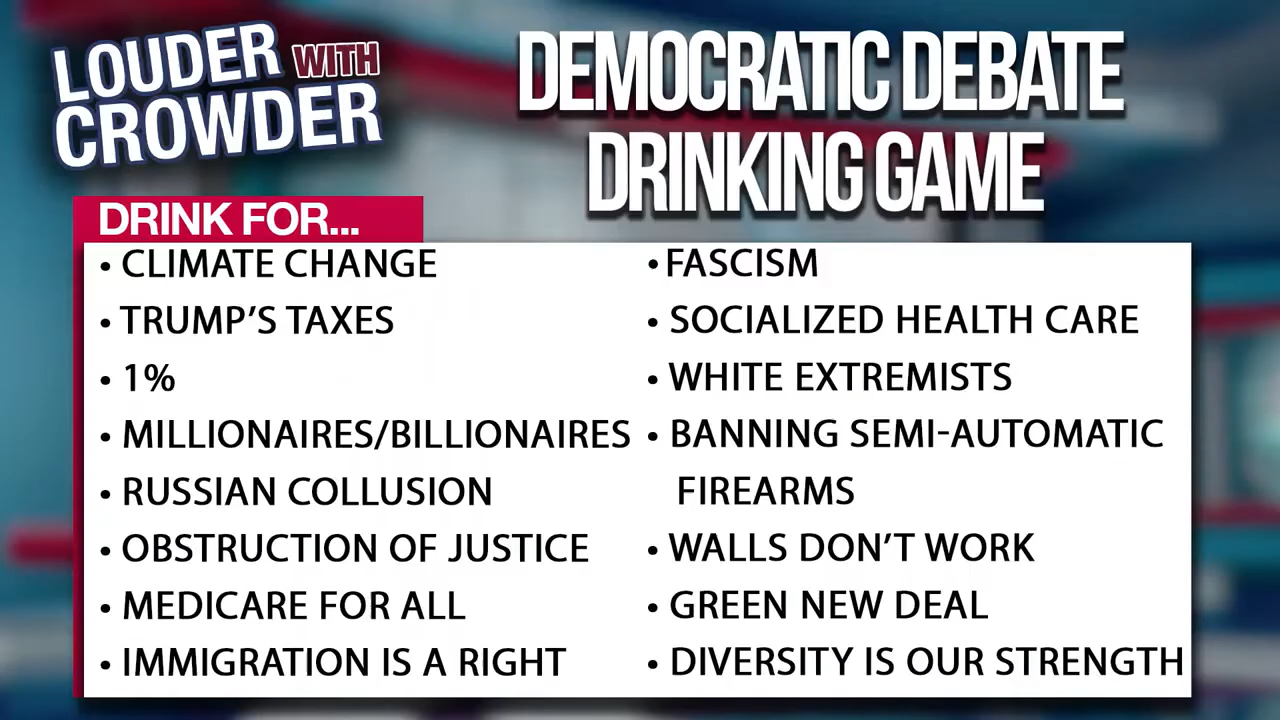 LOUDER WITH
CROWDER
DEMOCRATIC DEBATE
DRINKING GAME
DRINK FOR...
• CLIMATE CHANGE
• TRUMP'S TAXES
• 1%
• MILLIONAIRES/BILLIONAIRES
• RUSSIAN COLLUSION
• OBSTRUCTION OF JUSTICE
• MEDICARE FOR ALL
• IMMIGRATION IS A RIGHT
• FASCISM
• SOCIALIZED HEALTH CARE
• WHITE EXTREMISTS
• BANNING SEMI-AUTOMATIC
FIREARMS
• WALLS DON'T WORK
• GREEN NEW DEAL
• DIVERSITY IS OUR STRENGTH